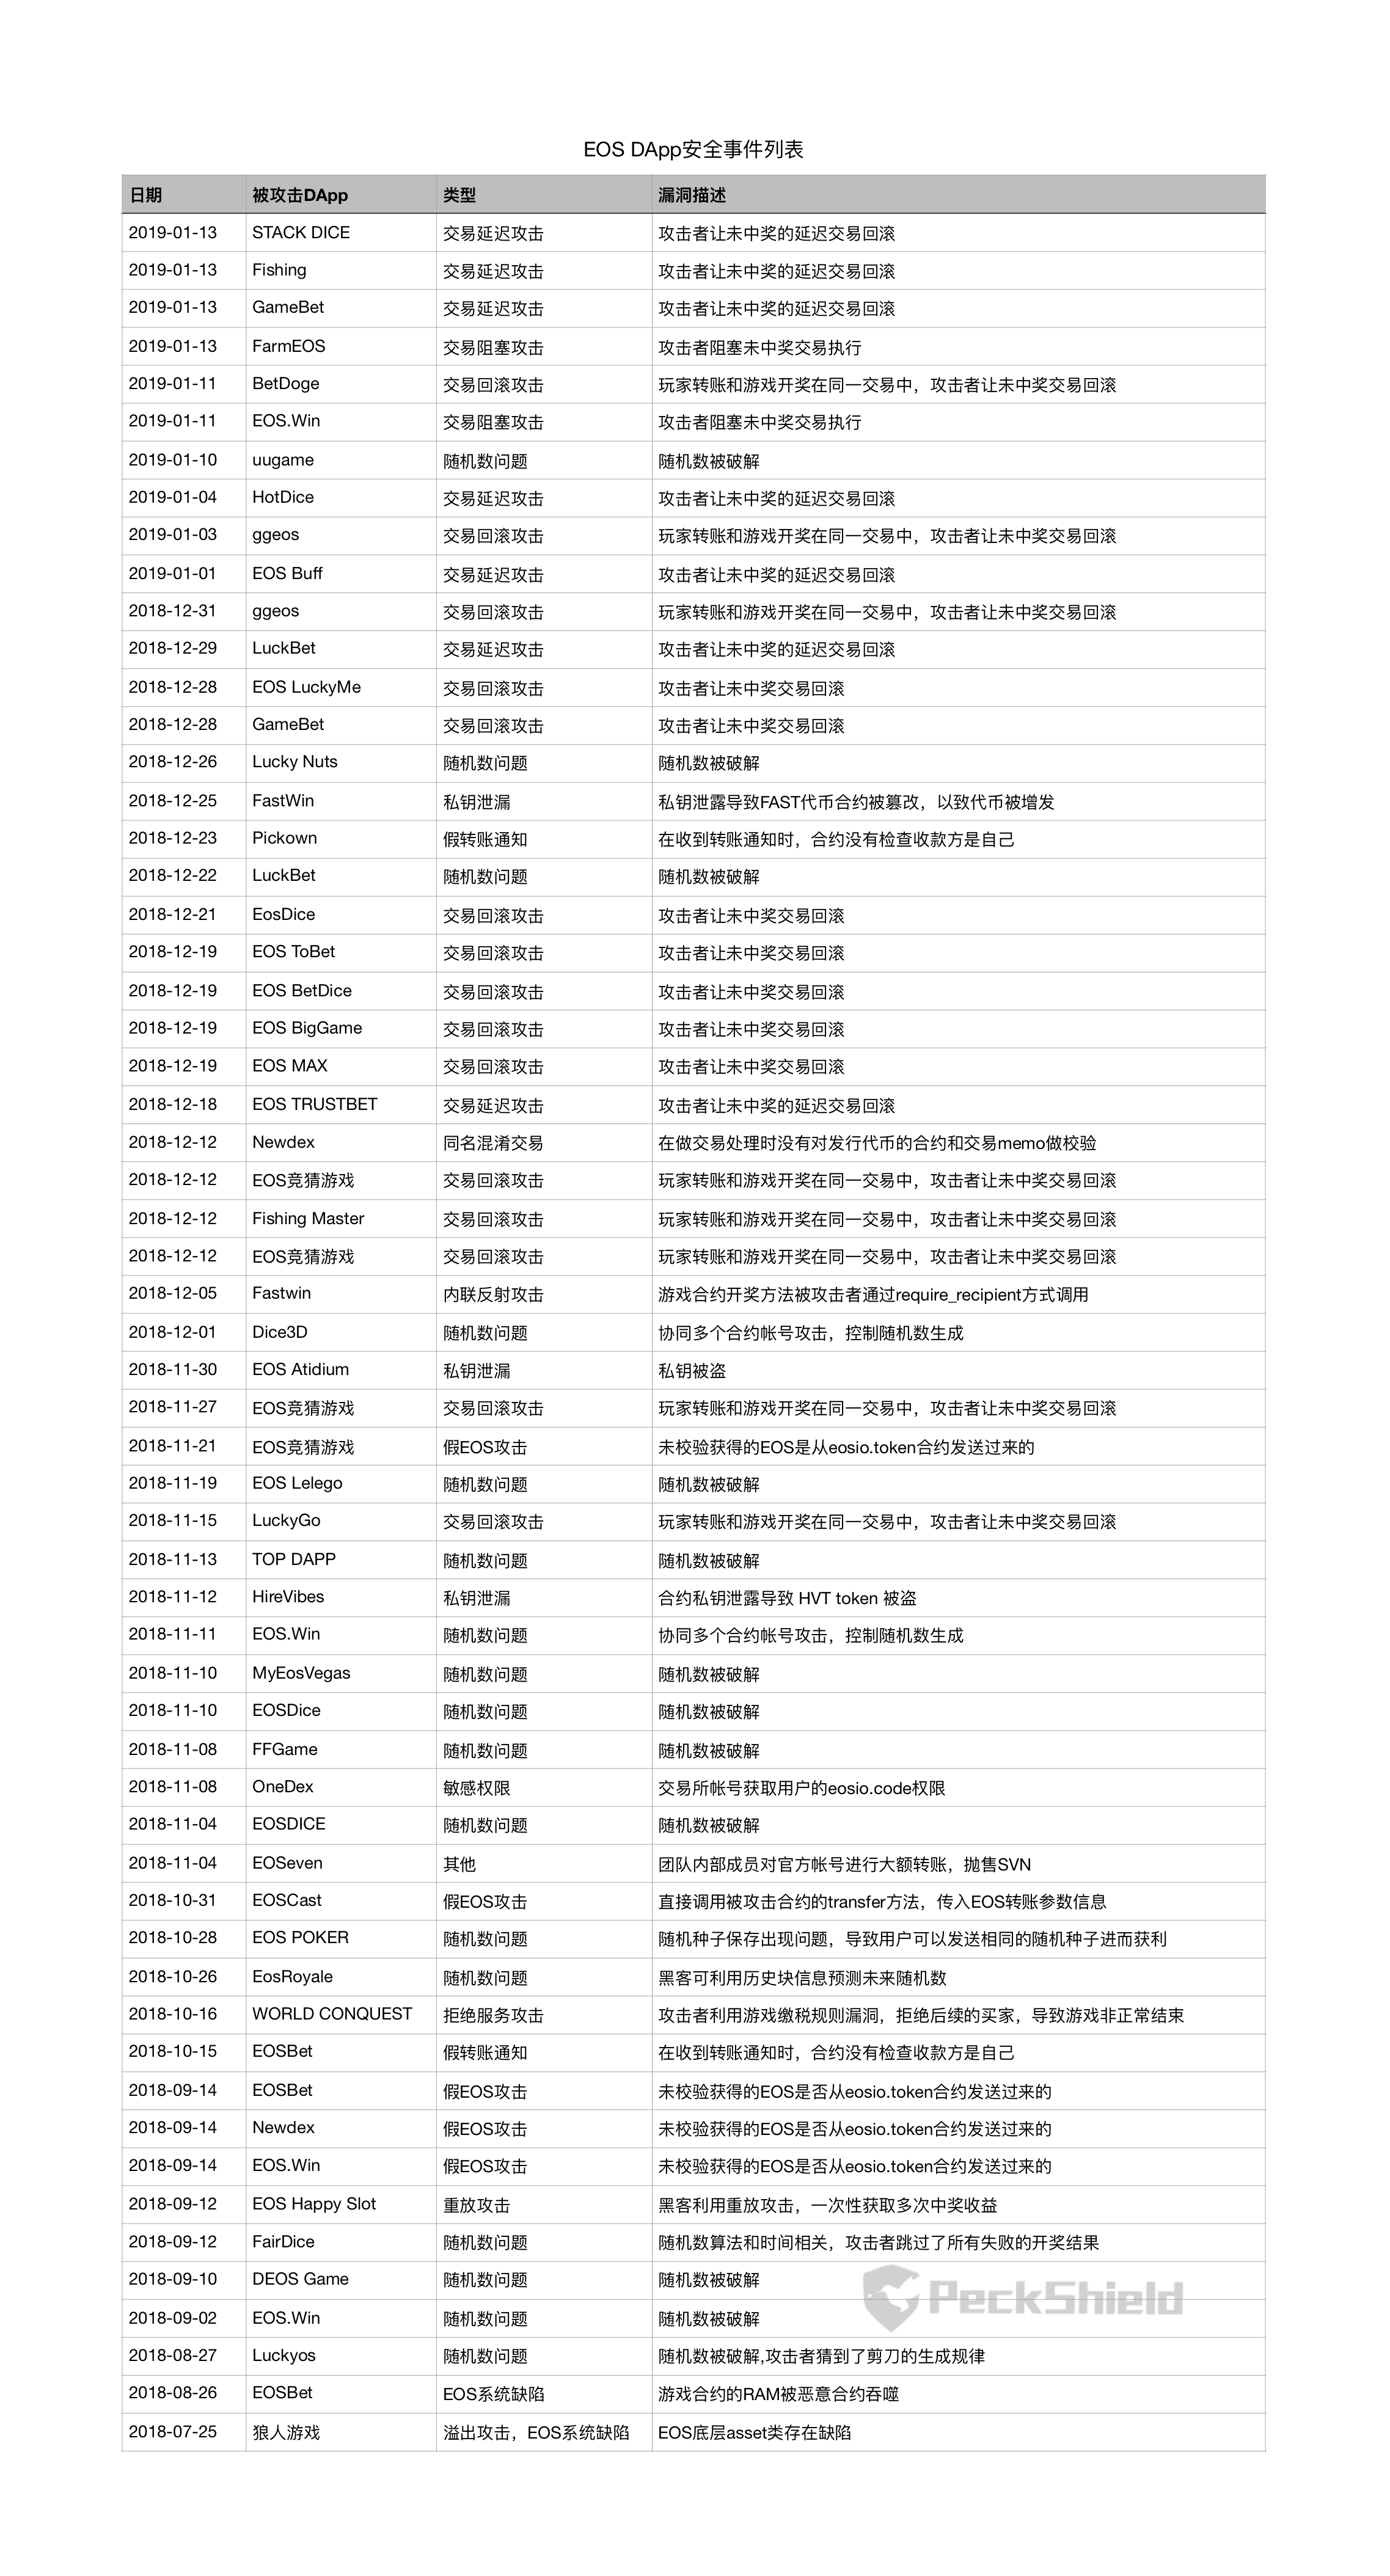 EOS DApp安全事件列表
日期 被攻击DApp 类型 漏洞描述
2019-01-13 STACK DICE 交易延迟攻击 攻击者让未中奖的延迟交易回滚
2019-01-13 Fishing 交易延迟攻击 攻击者让未中奖的延迟交易回滚
2019-01-13 GameBet 交易延迟攻击 攻击者让未中奖的延迟交易回滚
2019-01-13 FarmEOS 交易阻塞攻击 攻击者阻塞未中奖交易执行
2019-01-11 BetDoge 交易回滚攻击 玩家转账和游戏开奖在同一交易中，攻击者让未中奖交易回滚
2019-01-11 EOS.Win 交易阻塞攻击 攻击者阻塞未中奖交易执行
2019-01-10 uugame 随机数问题 随机数被破解
2019-01-04 HotDice 交易延迟攻击 攻击者让未中奖的延迟交易回滚
2019-01-03 ggeos 交易回滚攻击 玩家转账和游戏开奖在同一交易中，攻击者让未中奖交易回滚
2019-01-01 EOS Buff 交易延迟攻击 攻击者让未中奖的延迟交易回滚
2018-12-31 ggeos 交易回滚攻击 玩家转账和游戏开奖在同一交易中，攻击者让未中奖交易回滚
2018-12-29 LuckBet 交易延迟攻击 攻击者让未中奖的延迟交易回滚
2018-12-28 EOS LuckyMe 交易回滚攻击 攻击者让未中奖交易回滚
2018-12-28 GameBet 交易回滚攻击 攻击者让未中奖交易回滚
2018-12-26 Lucky Nuts 随机数问题 随机数被破解
2018-12-25 FastWin 私钥泄漏 私钥泄露导致FAST代币合约被篡改，以致代币被增发
2018-12-23 Pickown 假转账通知 在收到转账通知时，合约没有检查收款方是自己
2018-12-22 LuckBet 随机数问题 随机数被破解
2018-12-21 EosDice 交易回滚攻击 攻击者让未中奖交易回滚
2018-12-19 EOS ToBet 交易回滚攻击 攻击者让未中奖交易回滚
2018-12-19 EOS BetDice 交易回滚攻击 攻击者让未中奖交易回滚
2018-12-19 EOS BigGame 交易回滚攻击 攻击者让未中奖交易回滚
2018-12-19 EOS MAX 交易回滚攻击 攻击者让未中奖交易回滚
2018-12-18 EOS TRUSTBET 交易延迟攻击 攻击者让未中奖的延迟交易回滚
2018-12-12 Newdex 同名混淆交易 在做交易处理时没有对发行代币的合约和交易memo做校验
2018-12-12 EOS竞猜游戏 交易回滚攻击 玩家转账和游戏开奖在同一交易中，攻击者让未中奖交易回滚
2018-12-12 Fishing Master 交易回滚攻击 玩家转账和游戏开奖在同一交易中，攻击者让未中奖交易回滚
2018-12-12 EOS竞猜游戏 交易回滚攻击 玩家转账和游戏开奖在同一交易中，攻击者让未中奖交易回滚
2018-12-05 Fastwin 内联反射攻击 游戏合约开奖方法被攻击者通过require_recipient方式调用
2018-12-01 Dice3D 随机数问题 协同多个合约帐号攻击，控制随机数生成
2018-11-30 EOS Atidium 私钥泄漏 私钥被盗
2018-11-27 EOS竞猜游戏 交易回滚攻击 玩家转账和游戏开奖在同一交易中，攻击者让未中奖交易回滚
2018-11-21 EOS竞猜游戏 假EOS攻击 未校验获得的EOS是从eosio.token合约发送过来的
2018-11-19 EOS Lelego 随机数问题 随机数被破解
2018-11-15 LuckyGo 交易回滚攻击 玩家转账和游戏开奖在同一交易中，攻击者让未中奖交易回滚
2018-11-13 TOP DAPP 随机数问题 随机数被破解
2018-11-12 HireVibes 私钥泄漏 合约私钥泄露导致 HVT token 被盗
2018-11-11 EOS.Win 随机数问题 协同多个合约帐号攻击，控制随机数生成
2018-11-10 MyEosVegas 随机数问题 随机数被破解
2018-11-10 EOSDice 随机数问题 随机数被破解
2018-11-08 FFGame 随机数问题 随机数被破解
2018-11-08 OneDex 敏感权限 交易所帐号获取用户的eosio.code权限
2018-11-04 EOSDICE 随机数问题 随机数被破解
2018-11-04 EOSeven 其他 团队内部成员对官方帐号进行大额转账，抛售SVN
2018-10-31 EOSCast 假EOS攻击 直接调用被攻击合约的transfer方法，传入EOS转账参数信息
2018-10-28 EOS POKER 随机数问题 随机种子保存出现问题，导致用户可以发送相同的随机种子进而获利
2018-10-26 EosRoyale 随机数问题 黑客可利用历史块信息预测未来随机数
2018-10-16 WORLD CONQUEST 拒绝服务攻击 攻击者利用游戏缴税规则漏洞，拒绝后续的买家，导致游戏非正常结束
2018-10-15 EOSBet 假转账通知 在收到转账通知时，合约没有检查收款方是自己
2018-09-14 EOSBet 假EOS攻击 未校验获得的EOS是否从eosio.token合约发送过来的
2018-09-14 Newdex 假EOS攻击 未校验获得的EOS是否从eosio.token合约发送过来的
2018-09-14 EOS.Win 假EOS攻击 未校验获得的EOS是否从eosio.token合约发送过来的
2018-09-12 EOS Happy Slot 重放攻击 黑客利用重放攻击，一次性获取多次中奖收益
2018-09-12 FairDice 随机数问题 随机数算法和时间相关，攻击者跳过了所有失败的开奖结果
2018-09-10 DEOS Game 随机数问题 随机数被破解
PeckShield
2018-09-02 EOS.Win 随机数问题 随机数被破解
2018-08-27 Luckyos 随机数问题 随机数被破解,攻击者猜到了剪刀的生成规律
2018-08-26 EOSBet EOS系统缺陷 游戏合约的RAM被恶意合约吞噬
2018-07-25 狼人游戏 溢出攻击，EOS系统缺陷 EOS底层asset类存在缺陷